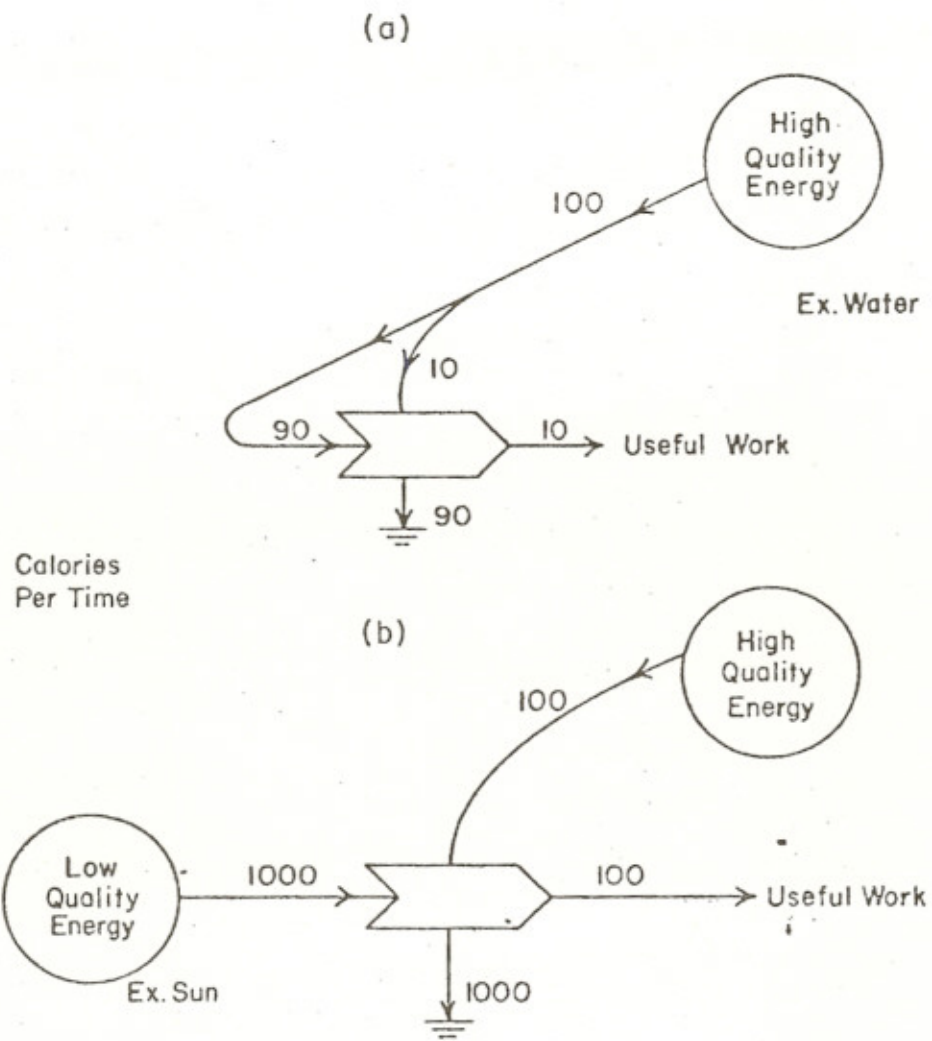 (a)
High
Quality
Energy
100
Ex. Water
10
90
10
Useful Work
90
Calories
Per Time
(b)
High
Quality
Energy
100
Low
Quality
Energy
1000
100
Useful Work
Ex. Sun
1000